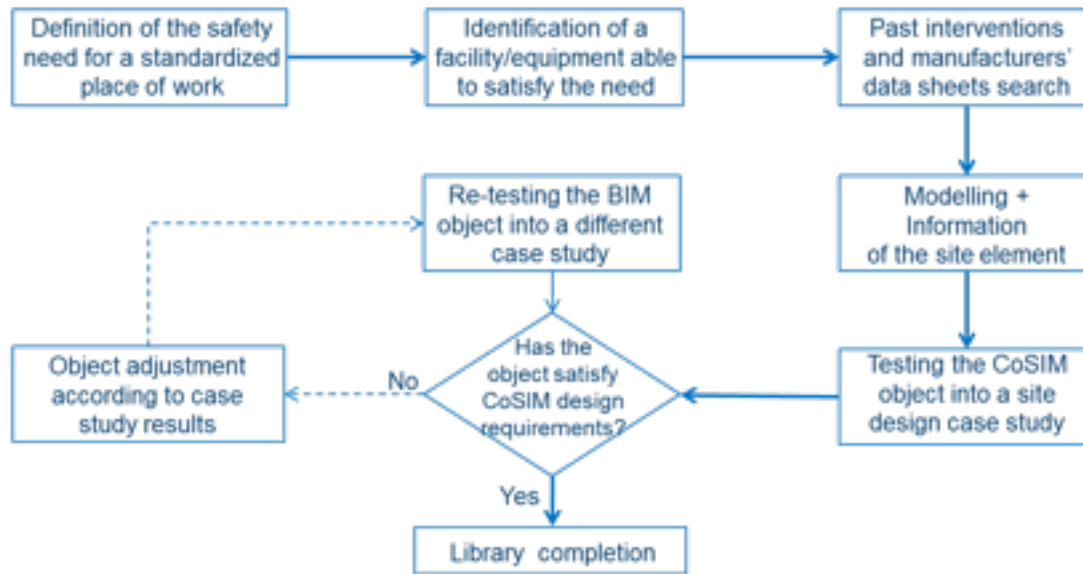 Definition of the safety
need for a standardized
place of work
Identification of a
facility/equipment able
to satisfy the need
Past interventions
and manufacturers'
data sheets search
Modelling +
Information
of the site element
Testing the CoSIM
object into a site
design case study
Re-testing the BIM
object into a different
case study
Has the
object satisfy
CoSIM design
requirements?
No
Object adjustment
according to case
study results
Yes
Library completion